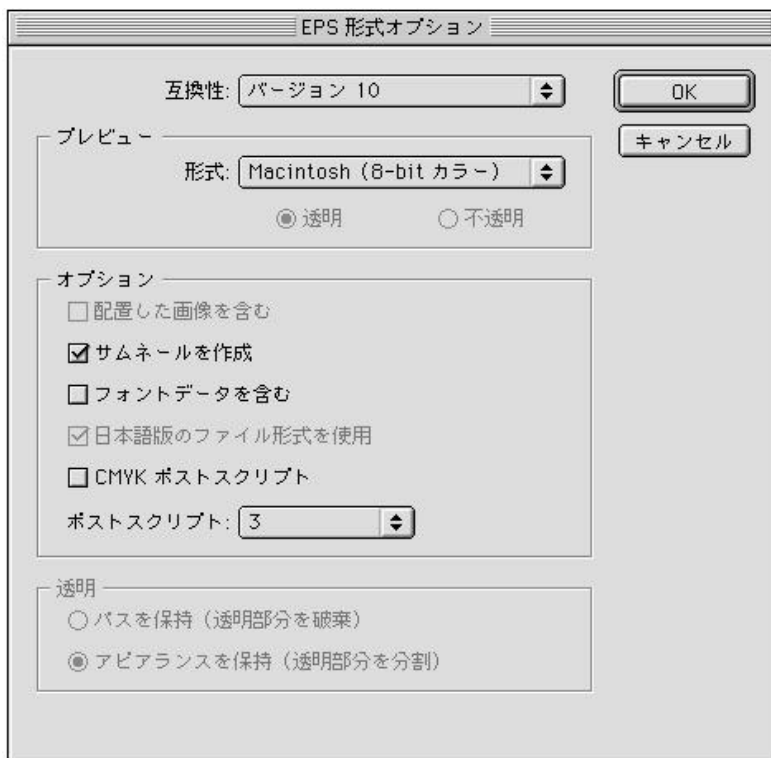 EPS 形式オプション
互換性: バージョン 10
OK
キャンセル
プレビュー
形式: Macintosh (8-bit カラー)
透明 不透明
オプション
配置した画像を含む
サムネールを作成
フォントデータを含む
日本語版のファイル形式を使用
CMYK ポストスクリプト
ポストスクリプト: 3
透明
パスを保持（透明部分を破棄）
アピアランスを保持（透明部分を分割）